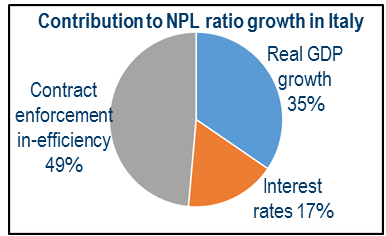 Contribution to NPL ratio growth in Italy
Real GDP
growth
35%
Contract
enforcement
in-efficiency
49%
Interest
rates 17%